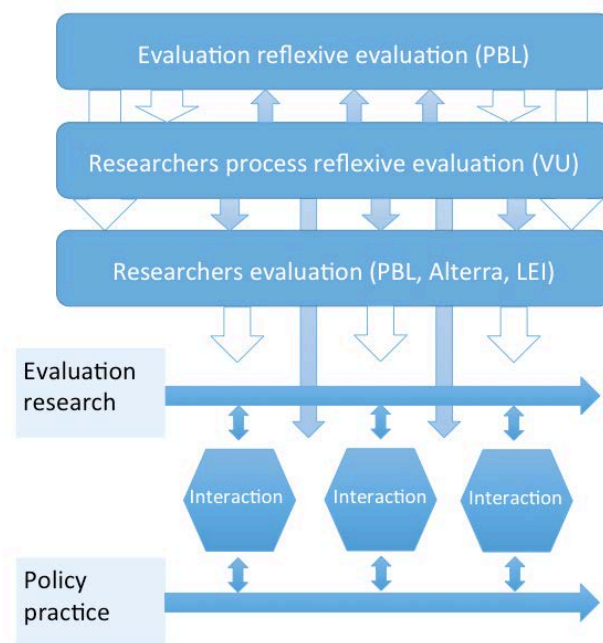 Evaluation reflexive evaluation (PBL)
Researchers process reflexive evaluation (VU)
Researchers evaluation (PBL, Alterra, LEI)
Evaluation
research
Interaction
Interaction
Interaction
Policy
practice